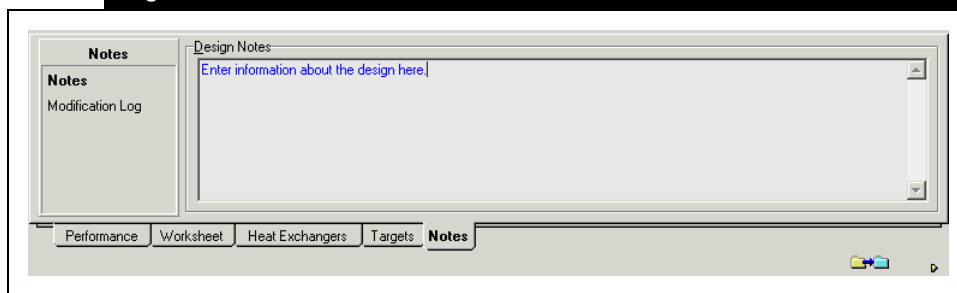 Notes
Notes
Modification Log
Design Notes
Enter information about the design here.
Performance
Worksheet
Heat Exchangers
Targets
Notes